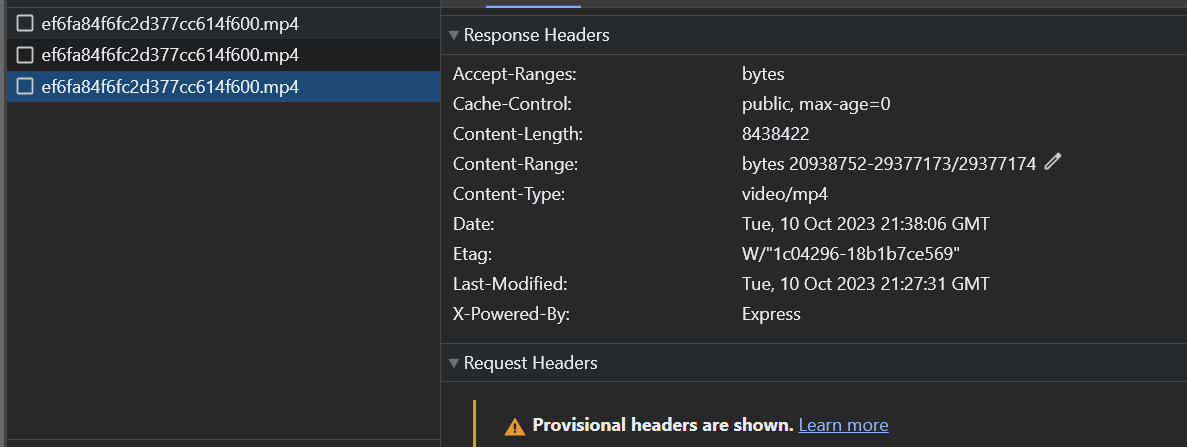 ef6fa84f6fc2d377cc614f600.mp4
ef6fa84f6fc2d377cc614f600.mp4
ef6fa84f6fc2d377cc614f600.mp4
Response Headers
Accept-Ranges: bytes
Cache-Control: public, max-age=0
Content-Length: 8438422
Content-Range: bytes 20938752-29377173/29377174
Content-Type: video/mp4
Date: Tue, 10 Oct 2023 21:38:06 GMT
Etag: W/"1c04296-18b1b7ce569"
Last-Modified: Tue, 10 Oct 2023 21:27:31 GMT
X-Powered-By: Express
Request Headers
Provisional headers are shown. Learn more